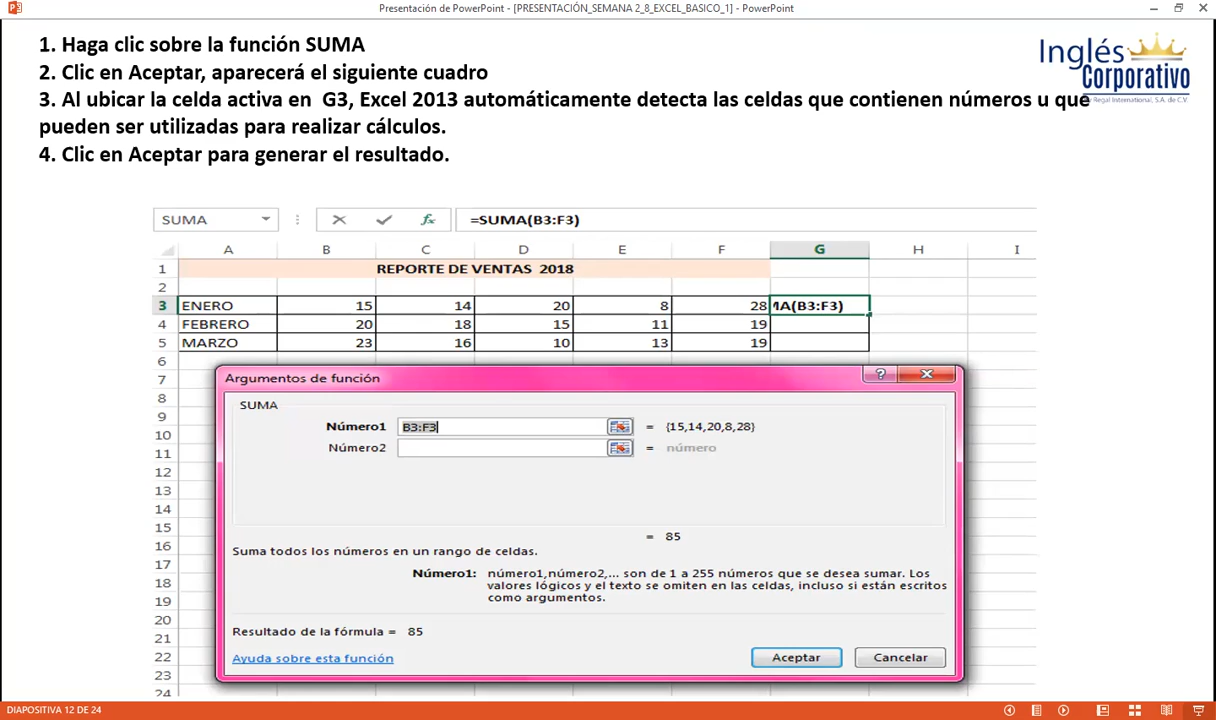 Presentación de PowerPoint - [PRESENTACIÓN_SEMANA 2_8_EXCEL_BASICO_1] - PowerPoint
1. Haga clic sobre la función SUMA
2. Clic en Aceptar, aparecerá el siguiente cuadro
3. Al ubicar la celda activa en G3, Excel 2013 automáticamente detecta las celdas que contienen números u que
pueden ser utilizadas para realizar cálculos.
4. Clic en Aceptar para generar el resultado.
Inglés
Corporativo
by Regal International, S.A. de C.V.
SUMA fx =SUMA(B3:F3)
A B C D E F G H I
1 REPORTE DE VENTAS 2018
2
3 ENERO 15 14 20 8 28 MA(B3:F3)
4 FEBRERO 20 18 15 11 19
5 MARZO 23 16 10 13 19
6
7
8
9
10
11
12
13
14
15
16
17
18
19
20
21
22
23
24
Argumentos de función ?
SUMA
Número1 B3:F3 = {15,14,20,8,28}
Número2 = número
= 85
Suma todos los números en un rango de celdas.
Número1: número1,número2,... son de 1 a 255 números que se desea sumar. Los
valores lógicos y el texto se omiten en las celdas, incluso si están escritos
como argumentos.
Resultado de la fórmula = 85
Ayuda sobre esta función Aceptar Cancelar
DIAPOSITIVA 12 DE 24